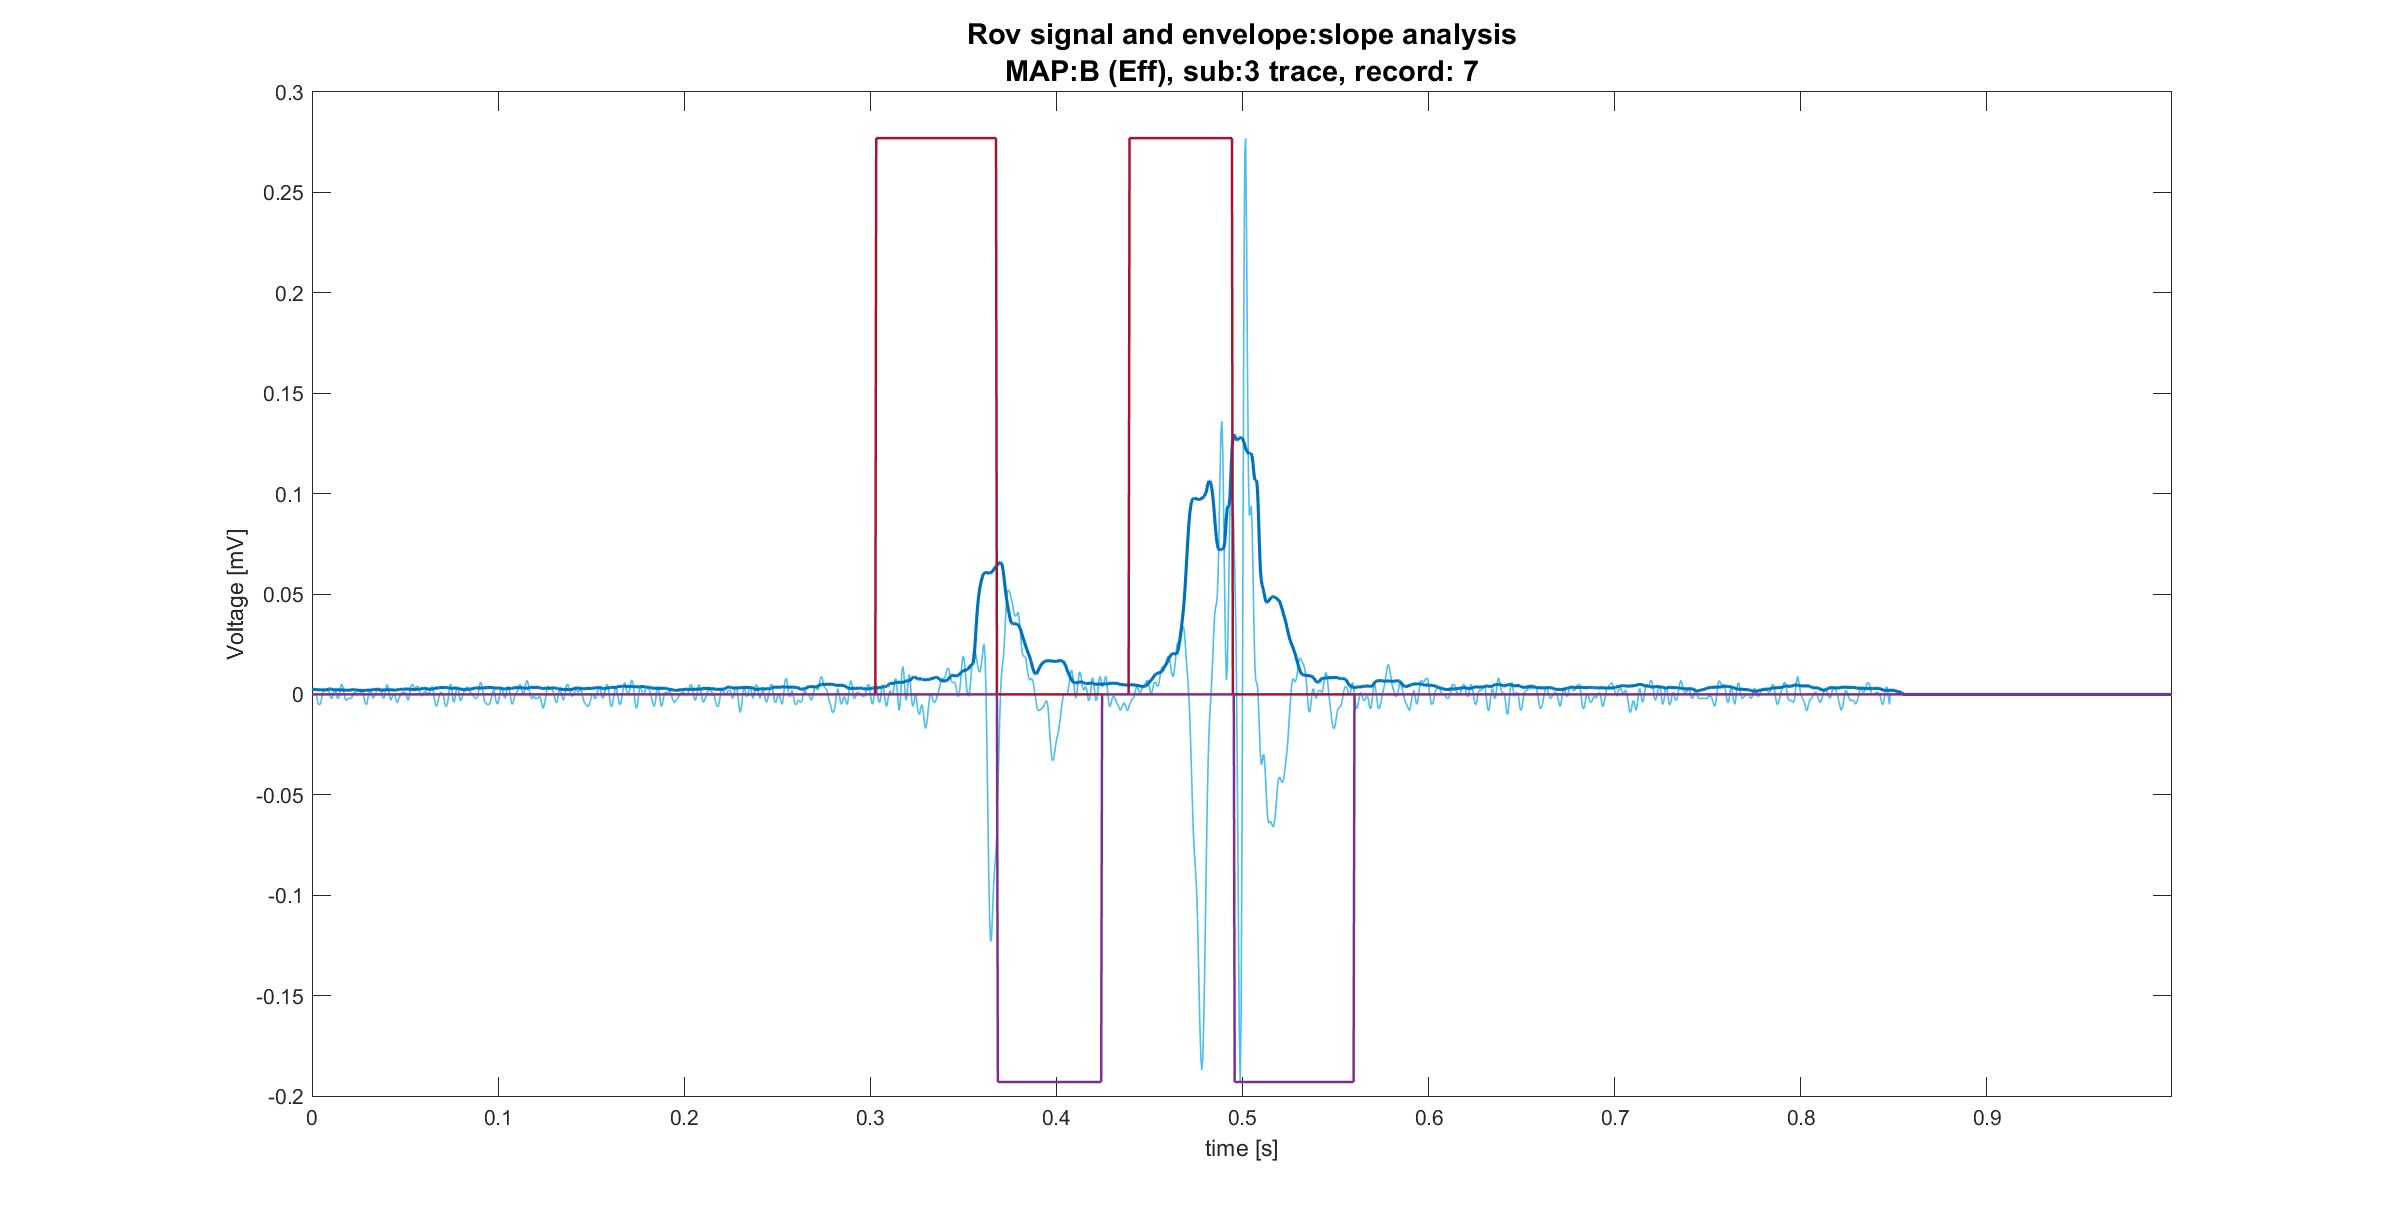 Rov signal and envelope:slope analysis
MAP:B (Eff), sub:3 trace, record: 7
0.3
0.25
0.2
0.15
0.1
0.05
0
-0.05
-0.1
-0.15
-0.2
Voltage [mV]
0 0.1 0.2 0.3 0.4 0.5 0.6 0.7 0.8 0.9
time [s]